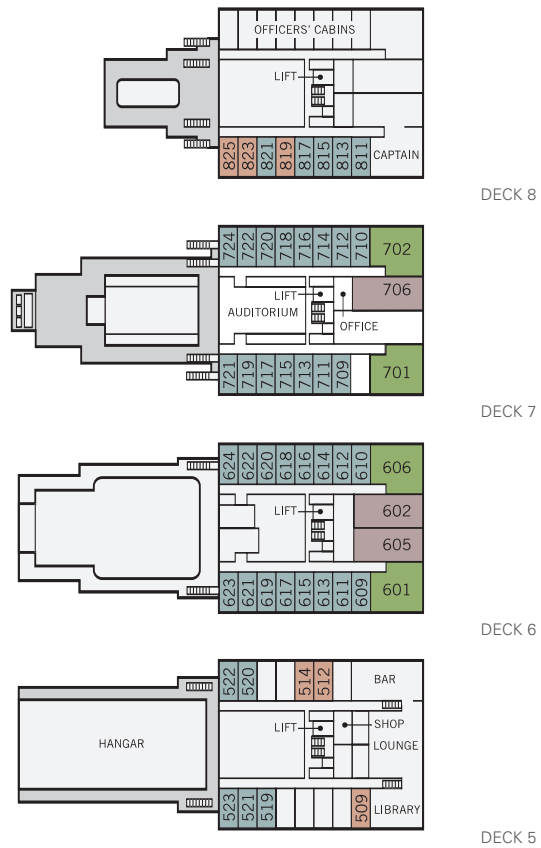 OFFICERS' CABINS
LIFT
825 823 821 819 817 815 813 811 CAPTAIN
DECK 8
724 722 720 718 716 714 712 710 702
LIFT 706
AUDITORIUM
OFFICE
721 719 717 715 713 711 709 701
DECK 7
624 622 620 618 616 614 612 610 606
LIFT 602
605
623 621 619 617 615 613 611 609 601
DECK 6
522 520 514 512 BAR
LIFT SHOP
HANGAR LOUNGE
523 521 519 509 LIBRARY
DECK 5